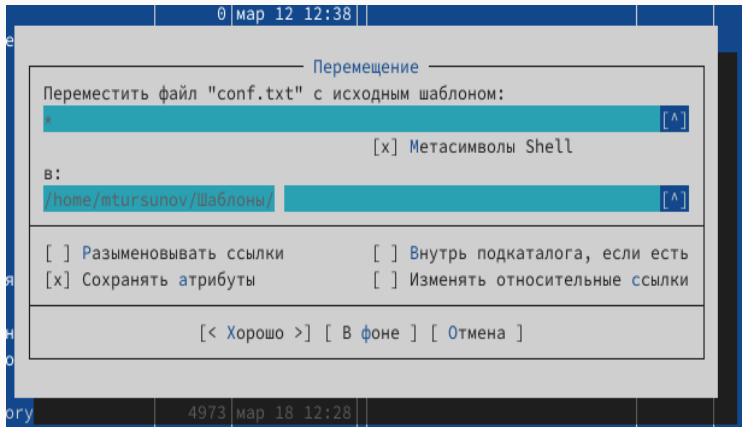 0 мар 12 12:38
е
Перемещение
Переместить файл "conf.txt" с исходным шаблоном:
* [^]
[x] Метасимволы Shell
в:
/home/mtursunov/Шаблоны/ [^]
[ ] Разыменовывать ссылки [ ] Внутрь подкаталога, если есть
я [x] Сохранять атрибуты [ ] Изменять относительные ссылки
н [< Хорошо >] [ В фоне ] [ Отмена ]
о
ory 4973 мар 18 12:28